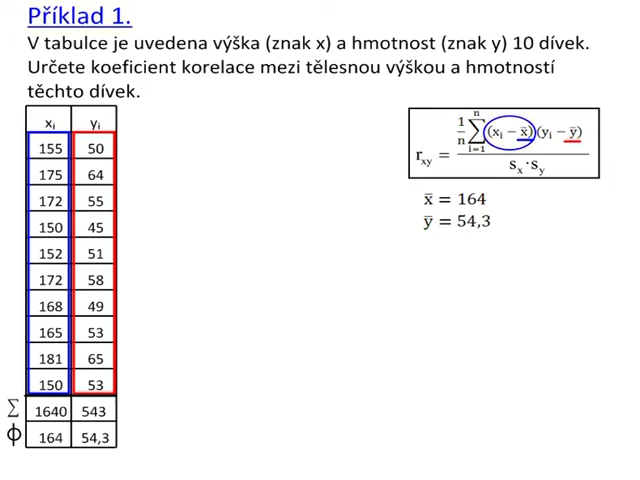 Příklad 1.
V tabulce je uvedena výška (znak x) a hmotnost (znak y) 10 dívek.
Určete koeficient korelace mezi tělesnou výškou a hmotností
těchto dívek.
xᵢ yᵢ
155 50
175 64
172 55
150 45
152 51
172 58
168 49
165 53
181 65
150 53
∑ 1640 543
ϕ 164 54,3
r_xy = (1/n ∑_{i=1}^{n} (xᵢ − x̄)(yᵢ − ȳ)) / (s_x · s_y)
x̄ = 164
ȳ = 54,3